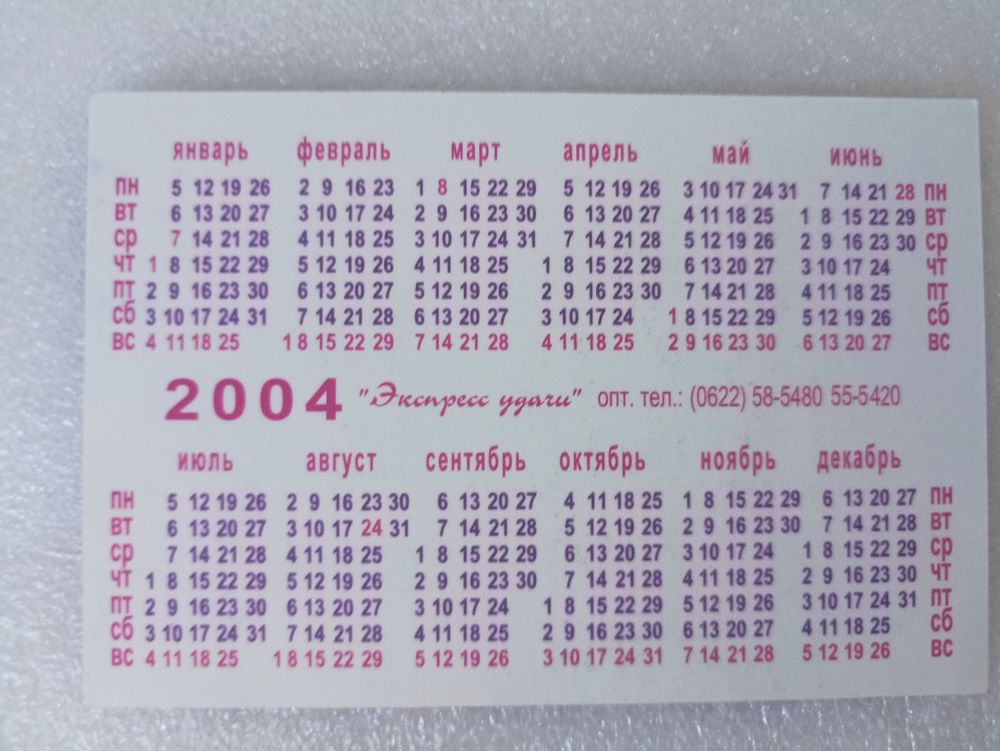 январь февраль март апрель май июнь
ПН 5 12 19 26 2 9 16 23 1 8 15 22 29 5 12 19 26 3 10 17 24 31 7 14 21 28 ПН
ВТ 6 13 20 27 3 10 17 24 2 9 16 23 30 6 13 20 27 4 11 18 25 1 8 15 22 29 ВТ
СР 7 14 21 28 4 11 18 25 3 10 17 24 31 7 14 21 28 5 12 19 26 2 9 16 23 30 СР
ЧТ 1 8 15 22 29 5 12 19 26 4 11 18 25 1 8 15 22 29 6 13 20 27 3 10 17 24 ЧТ
ПТ 2 9 16 23 30 6 13 20 27 5 12 19 26 2 9 16 23 30 7 14 21 28 4 11 18 25 ПТ
СБ 3 10 17 24 31 7 14 21 28 6 13 20 27 3 10 17 24 1 8 15 22 29 5 12 19 26 СБ
ВС 4 11 18 25 1 8 15 22 29 7 14 21 28 4 11 18 25 2 9 16 23 30 6 13 20 27 ВС
2004 "Экспресс удачи" опт. тел.: (0622) 58-5480 55-5420
июль август сентябрь октябрь ноябрь декабрь
ПН 5 12 19 26 2 9 16 23 30 6 13 20 27 4 11 18 25 1 8 15 22 29 6 13 20 27 ПН
ВТ 6 13 20 27 3 10 17 24 31 7 14 21 28 5 12 19 26 2 9 16 23 30 7 14 21 28 ВТ
СР 7 14 21 28 4 11 18 25 1 8 15 22 29 6 13 20 27 3 10 17 24 1 8 15 22 29 СР
ЧТ 1 8 15 22 29 5 12 19 26 2 9 16 23 30 7 14 21 28 4 11 18 25 2 9 16 23 30 ЧТ
ПТ 2 9 16 23 30 6 13 20 27 3 10 17 24 1 8 15 22 29 5 12 19 26 3 10 17 24 31 ПТ
СБ 3 10 17 24 31 7 14 21 28 4 11 18 25 2 9 16 23 30 6 13 20 27 4 11 18 25 СБ
ВС 4 11 18 25 1 8 15 22 29 5 12 19 26 3 10 17 24 31 7 14 21 28 5 12 19 26 ВС